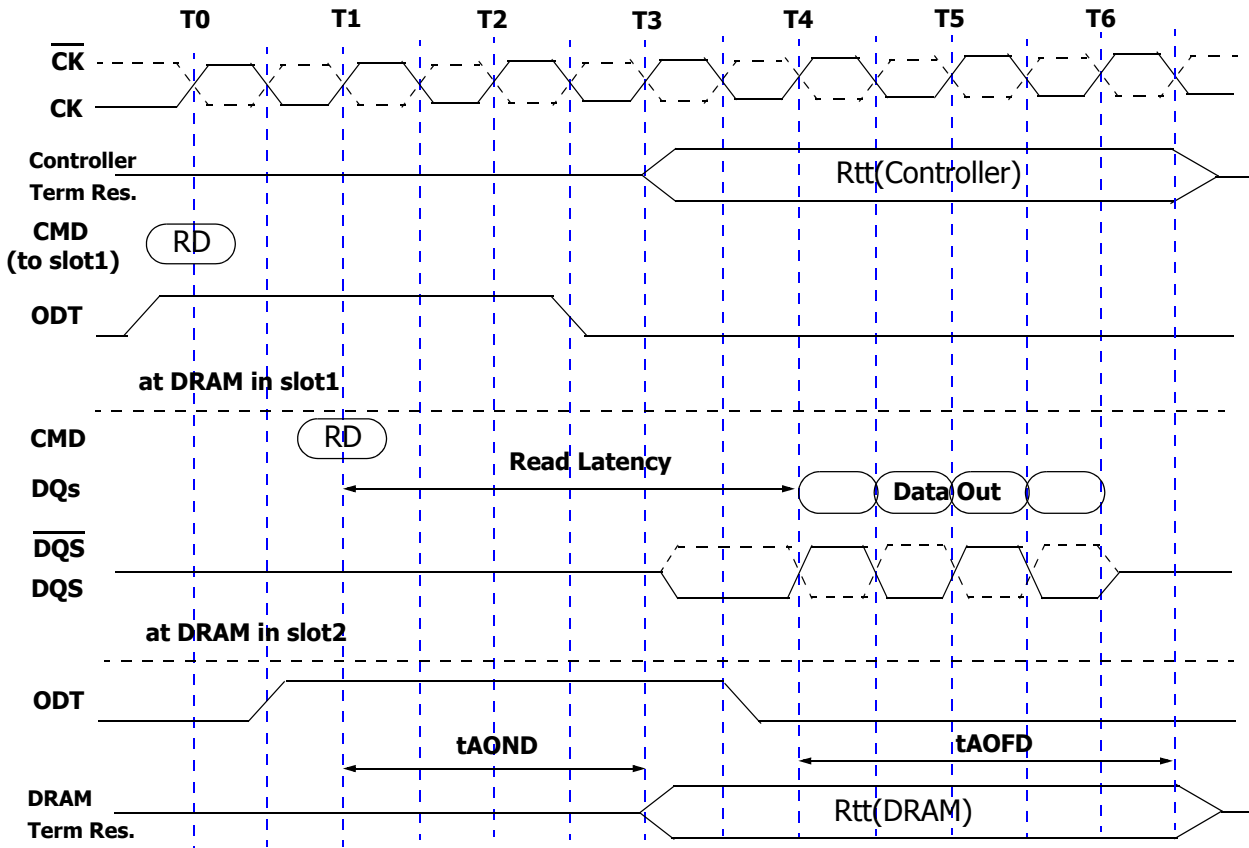 T0 T1 T2 T3 T4 T5 T6
CK
CK
Controller
Term Res.
Rtt(Controller)
CMD
(to slot1)
RD
ODT
at DRAM in slot1
CMD
RD
Read Latency
DQs
Data Out
DQS
DQS
at DRAM in slot2
ODT
tAOND
tAOFD
DRAM
Term Res.
Rtt(DRAM)